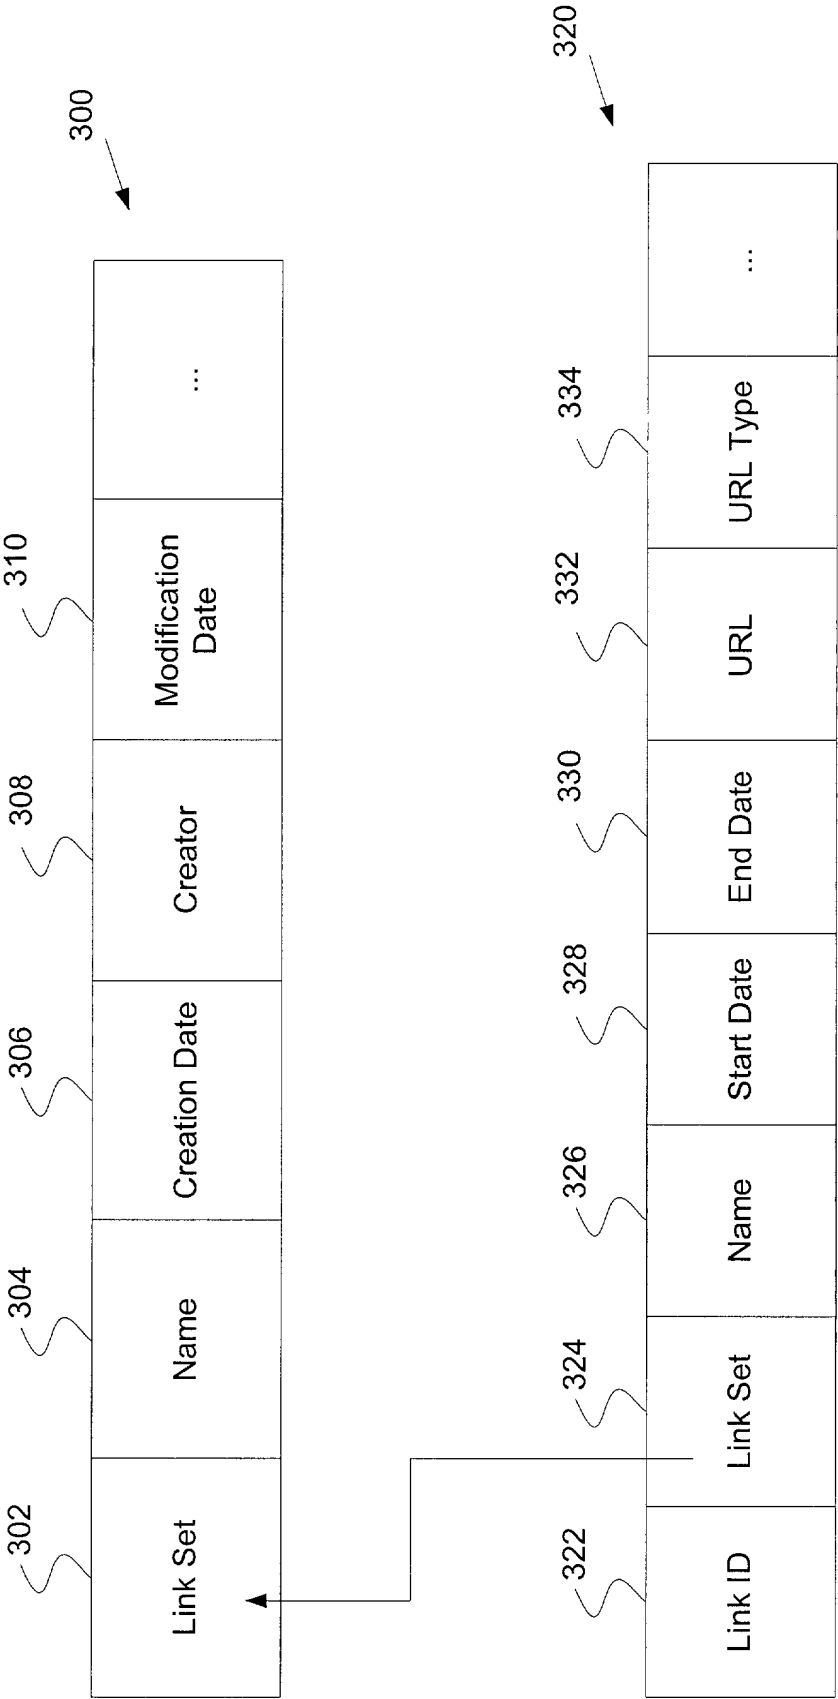 300
302
304
306
308
310
Link Set
Name
Creation Date
Creator
Modification
Date
...
320
322
324
326
328
330
332
334
Link ID
Link Set
Name
Start Date
End Date
URL
URL Type
...